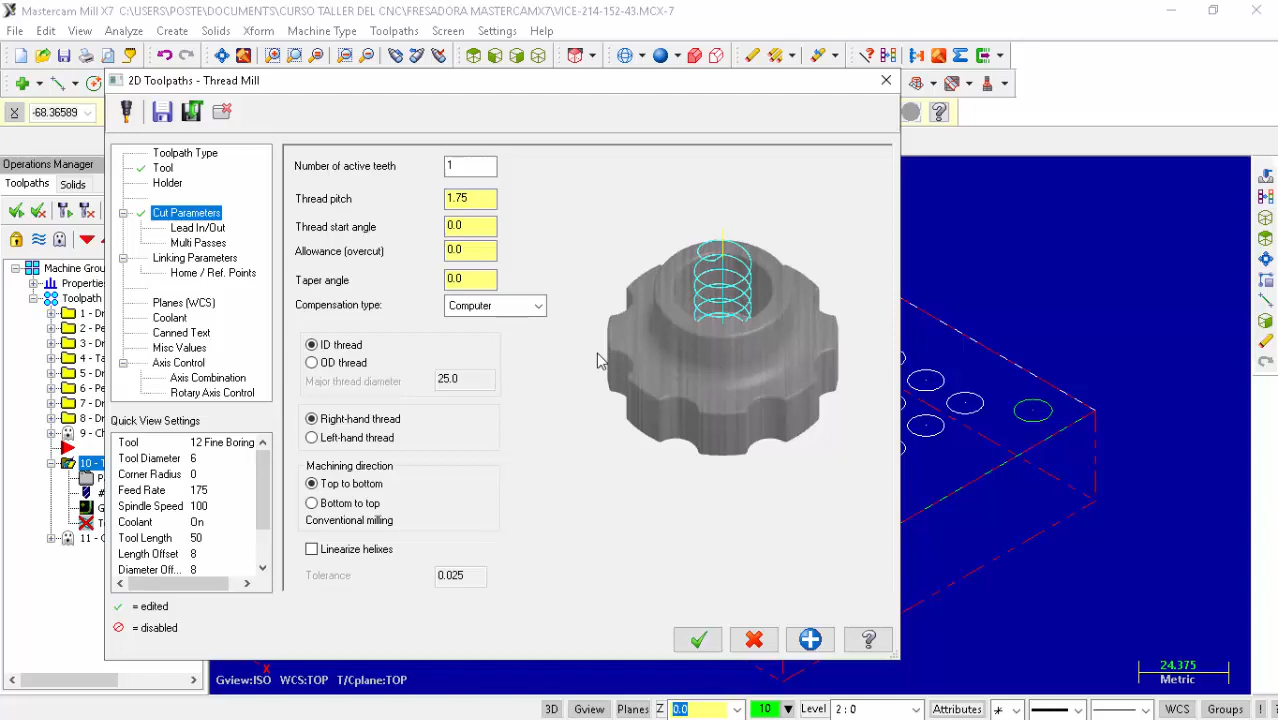 Mastercam Mill X7 C:\USERS\POSTE\DOCUMENTS\CURSO TALLER DEL CNC\FRESADORA MASTERCAMX7\VICE-214-152-43.MCX-7
File Edit View Analyze Create Solids Xform Machine Type Toolpaths Screen Settings Help
2D Toolpaths - Thread Mill
-68.36589
Operations Manager
Toolpaths Solids
Machine Grou
Properties
Toolpath
1 - Dr
2 - Pe
3 - Dr
4 - Ta
5 - Dr
6 - Dr
7 - Dr
8 - Dr
9 - C
10 - T
11 - C
Toolpath Type
Tool
Holder
Cut Parameters
Lead In/Out
Multi Passes
Linking Parameters
Home / Ref. Points
Planes (WCS)
Coolant
Canned Text
Misc Values
Axis Control
Axis Combination
Rotary Axis Control
Quick View Settings
Tool 12 Fine Boring
Tool Diameter 6
Corner Radius 0
Feed Rate 175
Spindle Speed 100
Coolant On
Tool Length 50
Length Offset 8
Diameter Off... 8
= edited
= disabled
Number of active teeth 1
Thread pitch 1.75
Thread start angle 0.0
Allowance (overcut) 0.0
Taper angle 0.0
Compensation type: Computer
ID thread
OD thread
Major thread diameter 25.0
Right-hand thread
Left-hand thread
Machining direction
Top to bottom
Bottom to top
Conventional milling
Linearize helixes
Tolerance 0.025
24.375
Metric
X
Gview:ISO WCS:TOP T/Cplane:TOP
3D Gview Planes Z 0.0 10 Level 2 : 0 Attributes WCS Groups